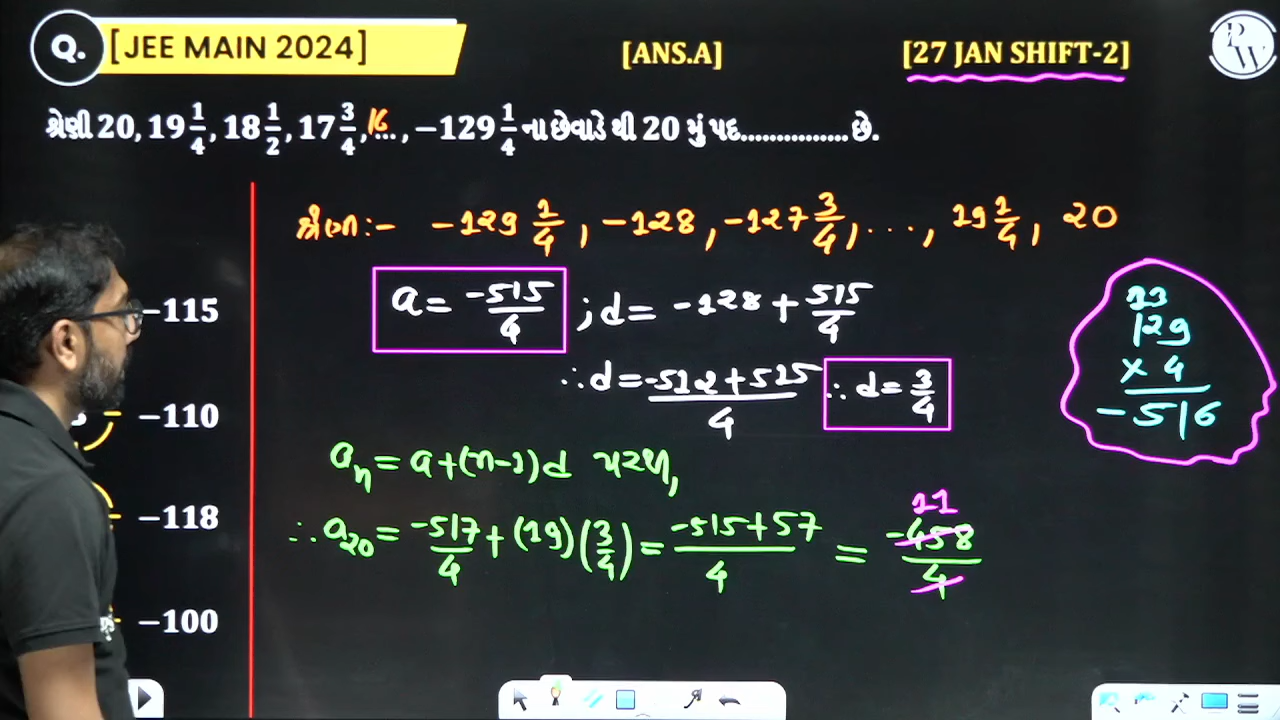 Q. [JEE MAIN 2024] [ANS.A] [27 JAN SHIFT-2] PW
શ્રેણી 20, 19 1/4, 18 1/2, 17 3/4, 16 ..., −129 1/4 ના છેવાડે થી 20 મું પદ............... છે.
શ્રેણી:- -129 1/4, -128, -127 3/4, ..., 19 1/4, 20
a = -515/4 ; d = -128 + 515/4
−115
∴ d = -512+515/4 ∴ d = 3/4
13
129
× 4
-516
−110
an = a+(n-1)d પરથી,
−118
∴ a20 = -517/4 + (19)(3/4) = -515+57/4 = -458/4
11
−100